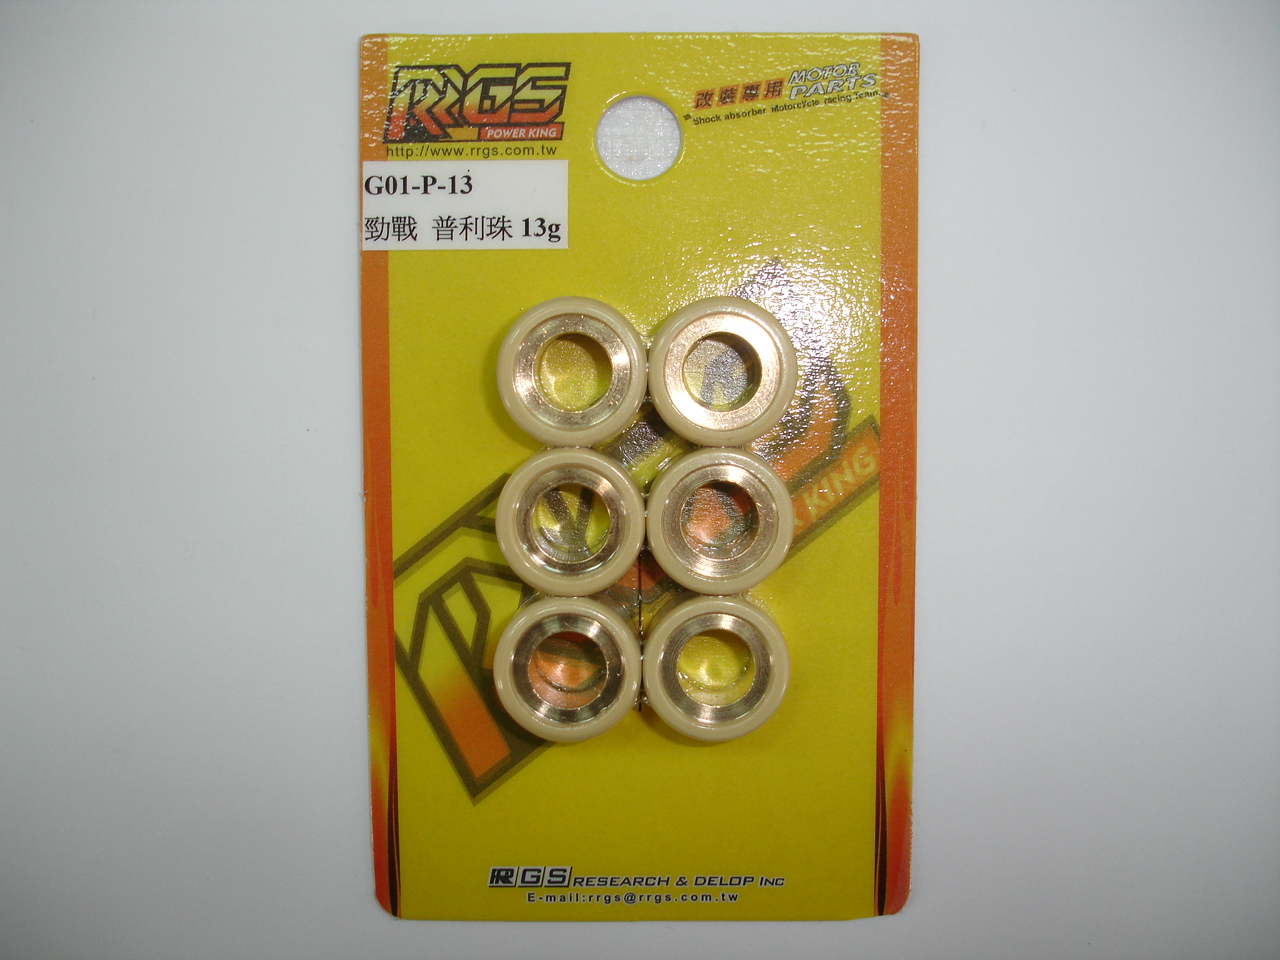 RRGS
POWER KING
http://www.rrgs.com.tw
改裝專用 MOTOR PARTS
Shock absorber Motorcycle racing Team
G01-P-13
勁戰 普利珠 13g
KING
RRGS RESEARCH & DELOP INC
E-mail:rrgs@rrgs.com.tw